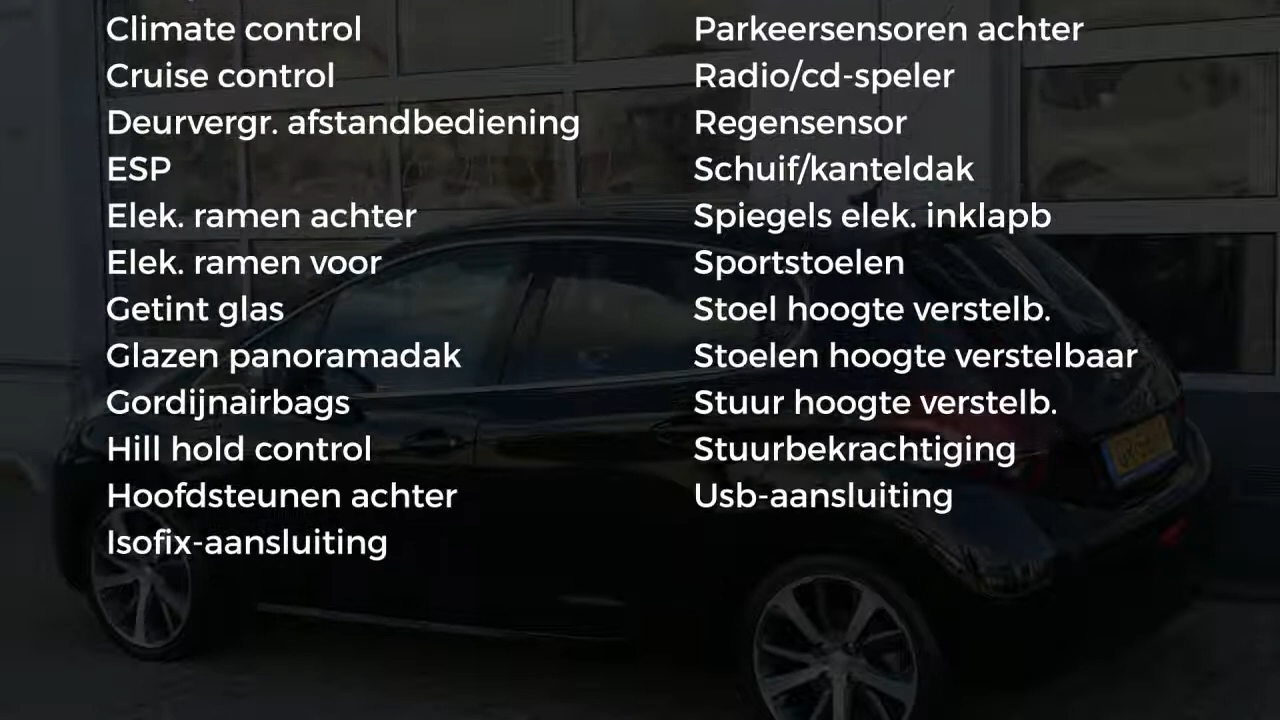 Climate control
Cruise control
Deurvergr. afstandbediening
ESP
Elek. ramen achter
Elek. ramen voor
Getint glas
Glazen panoramadak
Gordijnairbags
Hill hold control
Hoofdsteunen achter
Isofix-aansluiting
Parkeersensoren achter
Radio/cd-speler
Regensensor
Schuif/kanteldak
Spiegels elek. inklapb
Sportstoelen
Stoel hoogte verstelb.
Stoelen hoogte verstelbaar
Stuur hoogte verstelb.
Stuurbekrachtiging
Usb-aansluiting